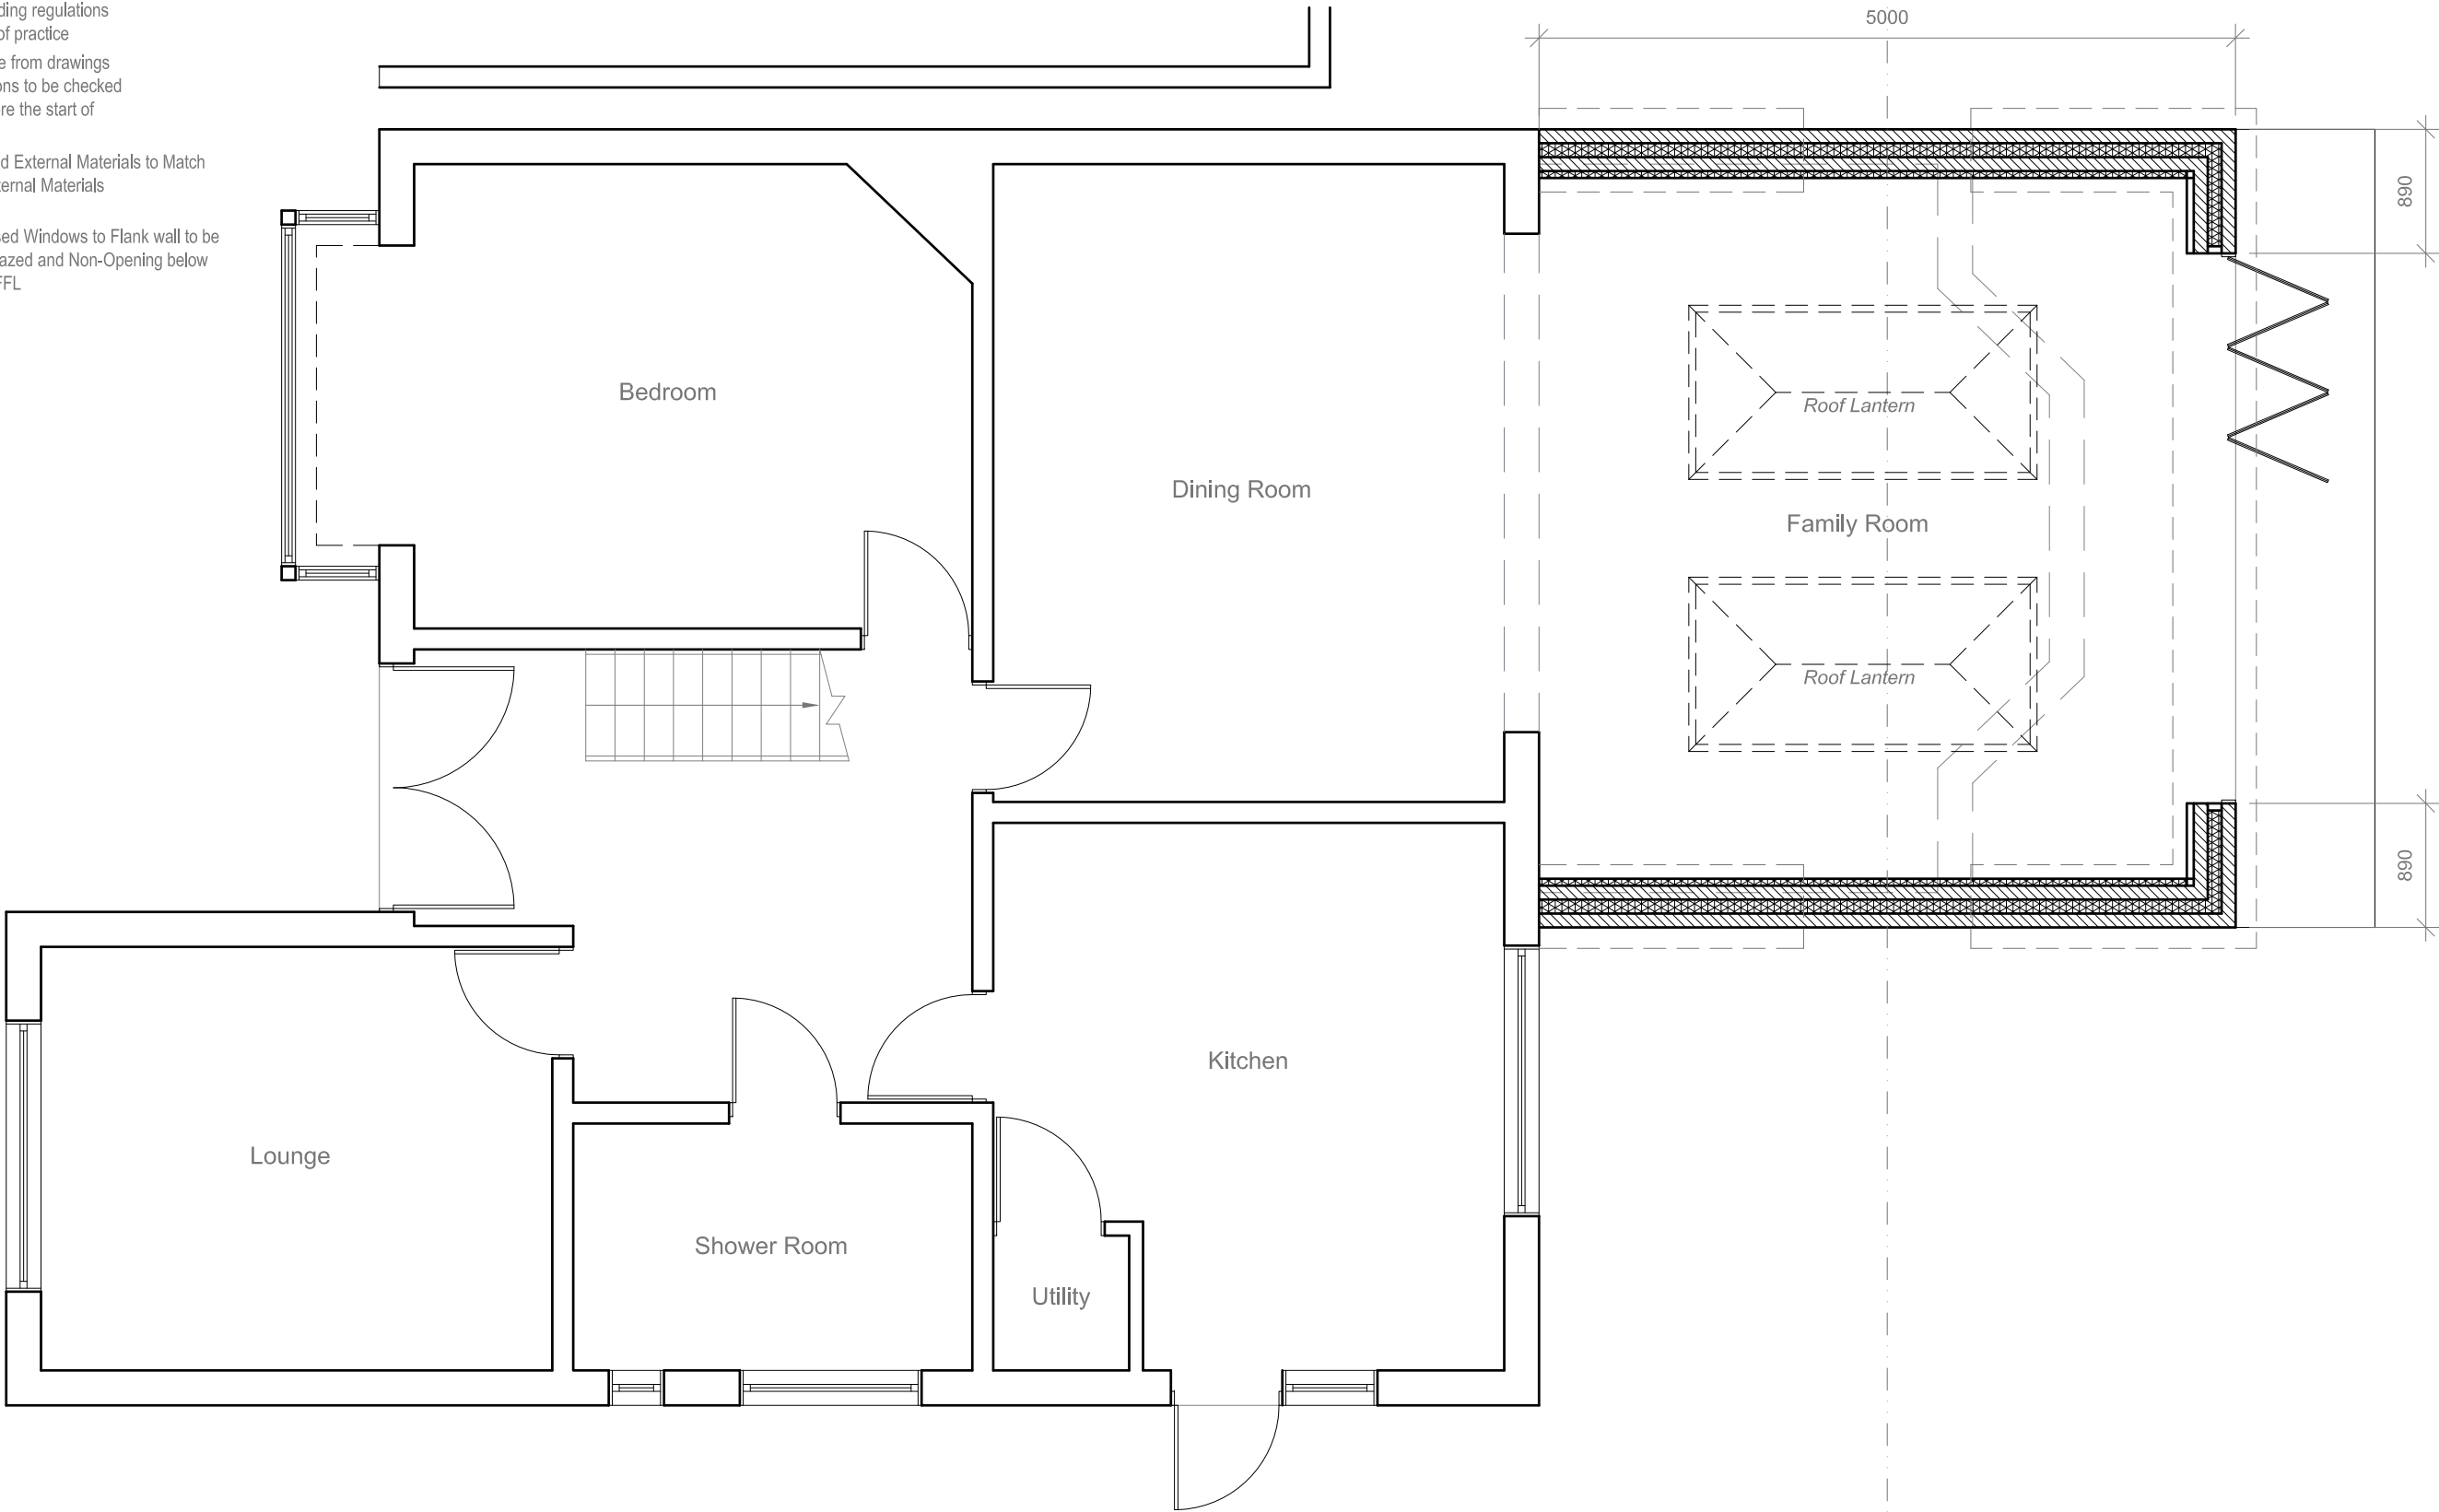 ding regulations
of practice
e from drawings
ons to be checked
re the start of
d External Materials to Match
ternal Materials
sed Windows to Flank wall to be
azed and Non-Opening below
FFL
5000
890
Bedroom
Roof Lantern
Dining Room
Family Room
Roof Lantern
890
Kitchen
Lounge
Shower Room
Utility